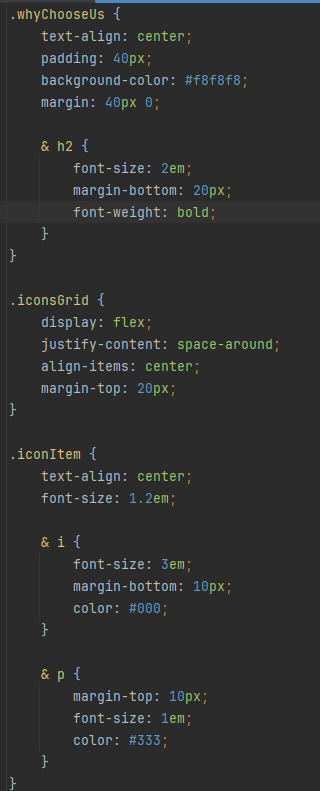 .whyChooseUs {
    text-align: center;
    padding: 40px;
    background-color: #f8f8f8;
    margin: 40px 0;

    & h2 {
        font-size: 2em;
        margin-bottom: 20px;
        font-weight: bold;
    }
}

.iconsGrid {
    display: flex;
    justify-content: space-around;
    align-items: center;
    margin-top: 20px;
}

.iconItem {
    text-align: center;
    font-size: 1.2em;

    & i {
        font-size: 3em;
        margin-bottom: 10px;
        color: #000;
    }

    & p {
        margin-top: 10px;
        font-size: 1em;
        color: #333;
    }
}